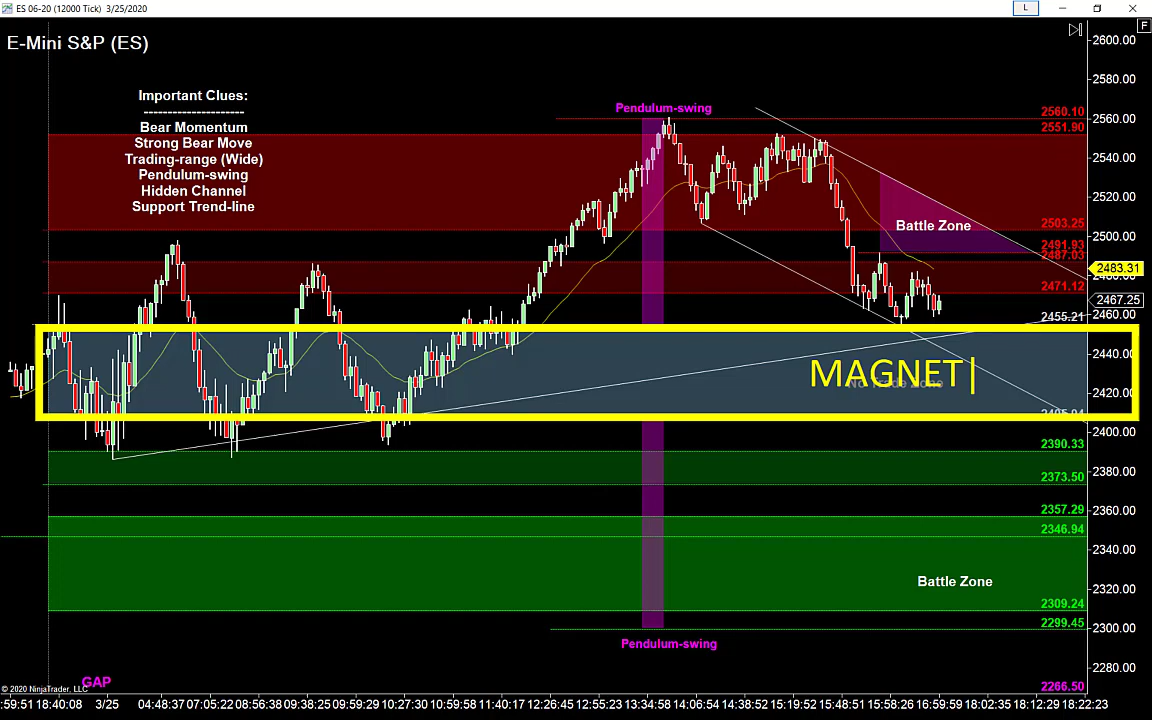 ES 06-20 (12000 Tick) 3/25/2020
L
F
E-Mini S&P (ES)
Important Clues:
--------------------
Bear Momentum
Strong Bear Move
Trading-range (Wide)
Pendulum-swing
Hidden Channel
Support Trend-line
Pendulum-swing
Battle Zone
MAGNET
No Trade Zone
Battle Zone
Pendulum-swing
GAP
© 2020 NinjaTrader, LLC
2560.10
2551.90
2503.25
2491.93
2487.03
2471.12
2455.21
2390.33
2373.50
2357.29
2346.94
2309.24
2299.45
2266.50
2600.00
2580.00
2560.00
2540.00
2520.00
2500.00
2483.31
2467.25
2460.00
2440.00
2420.00
2400.00
2380.00
2360.00
2340.00
2320.00
2300.00
2280.00
:59:51 18:40:08 3/25 04:48:37 07:05:22 08:56:38 09:38:25 09:59:29 10:27:30 10:59:58 11:40:17 12:26:45 12:55:23 13:34:58 14:06:54 14:38:52 15:19:52 15:48:51 15:58:26 16:59:59 18:02:35 18:12:29 18:22:23